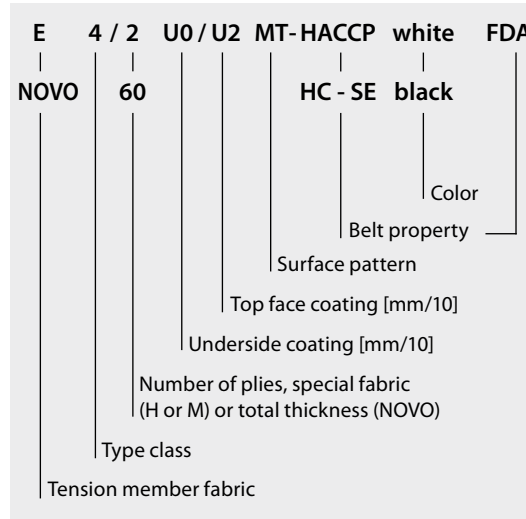 E 4 / 2 U0 / U2 MT- HACCP white FDA
NOVO 60 HC - SE black
Color
Belt property
Surface pattern
Top face coating [mm/10]
Underside coating [mm/10]
Number of plies, special fabric
(H or M) or total thickness (NOVO)
Type class
Tension member fabric